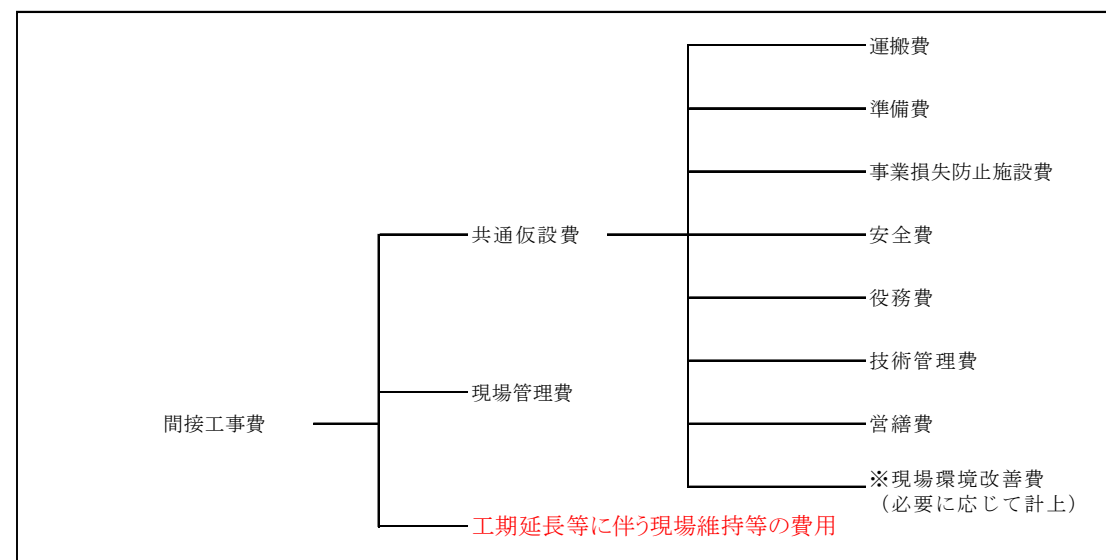 運搬費
準備費
事業損失防止施設費
共通仮設費
安全費
役務費
技術管理費
現場管理費
間接工事費
営繕費
※現場環境改善費
（必要に応じて計上）
工期延長等に伴う現場維持等の費用